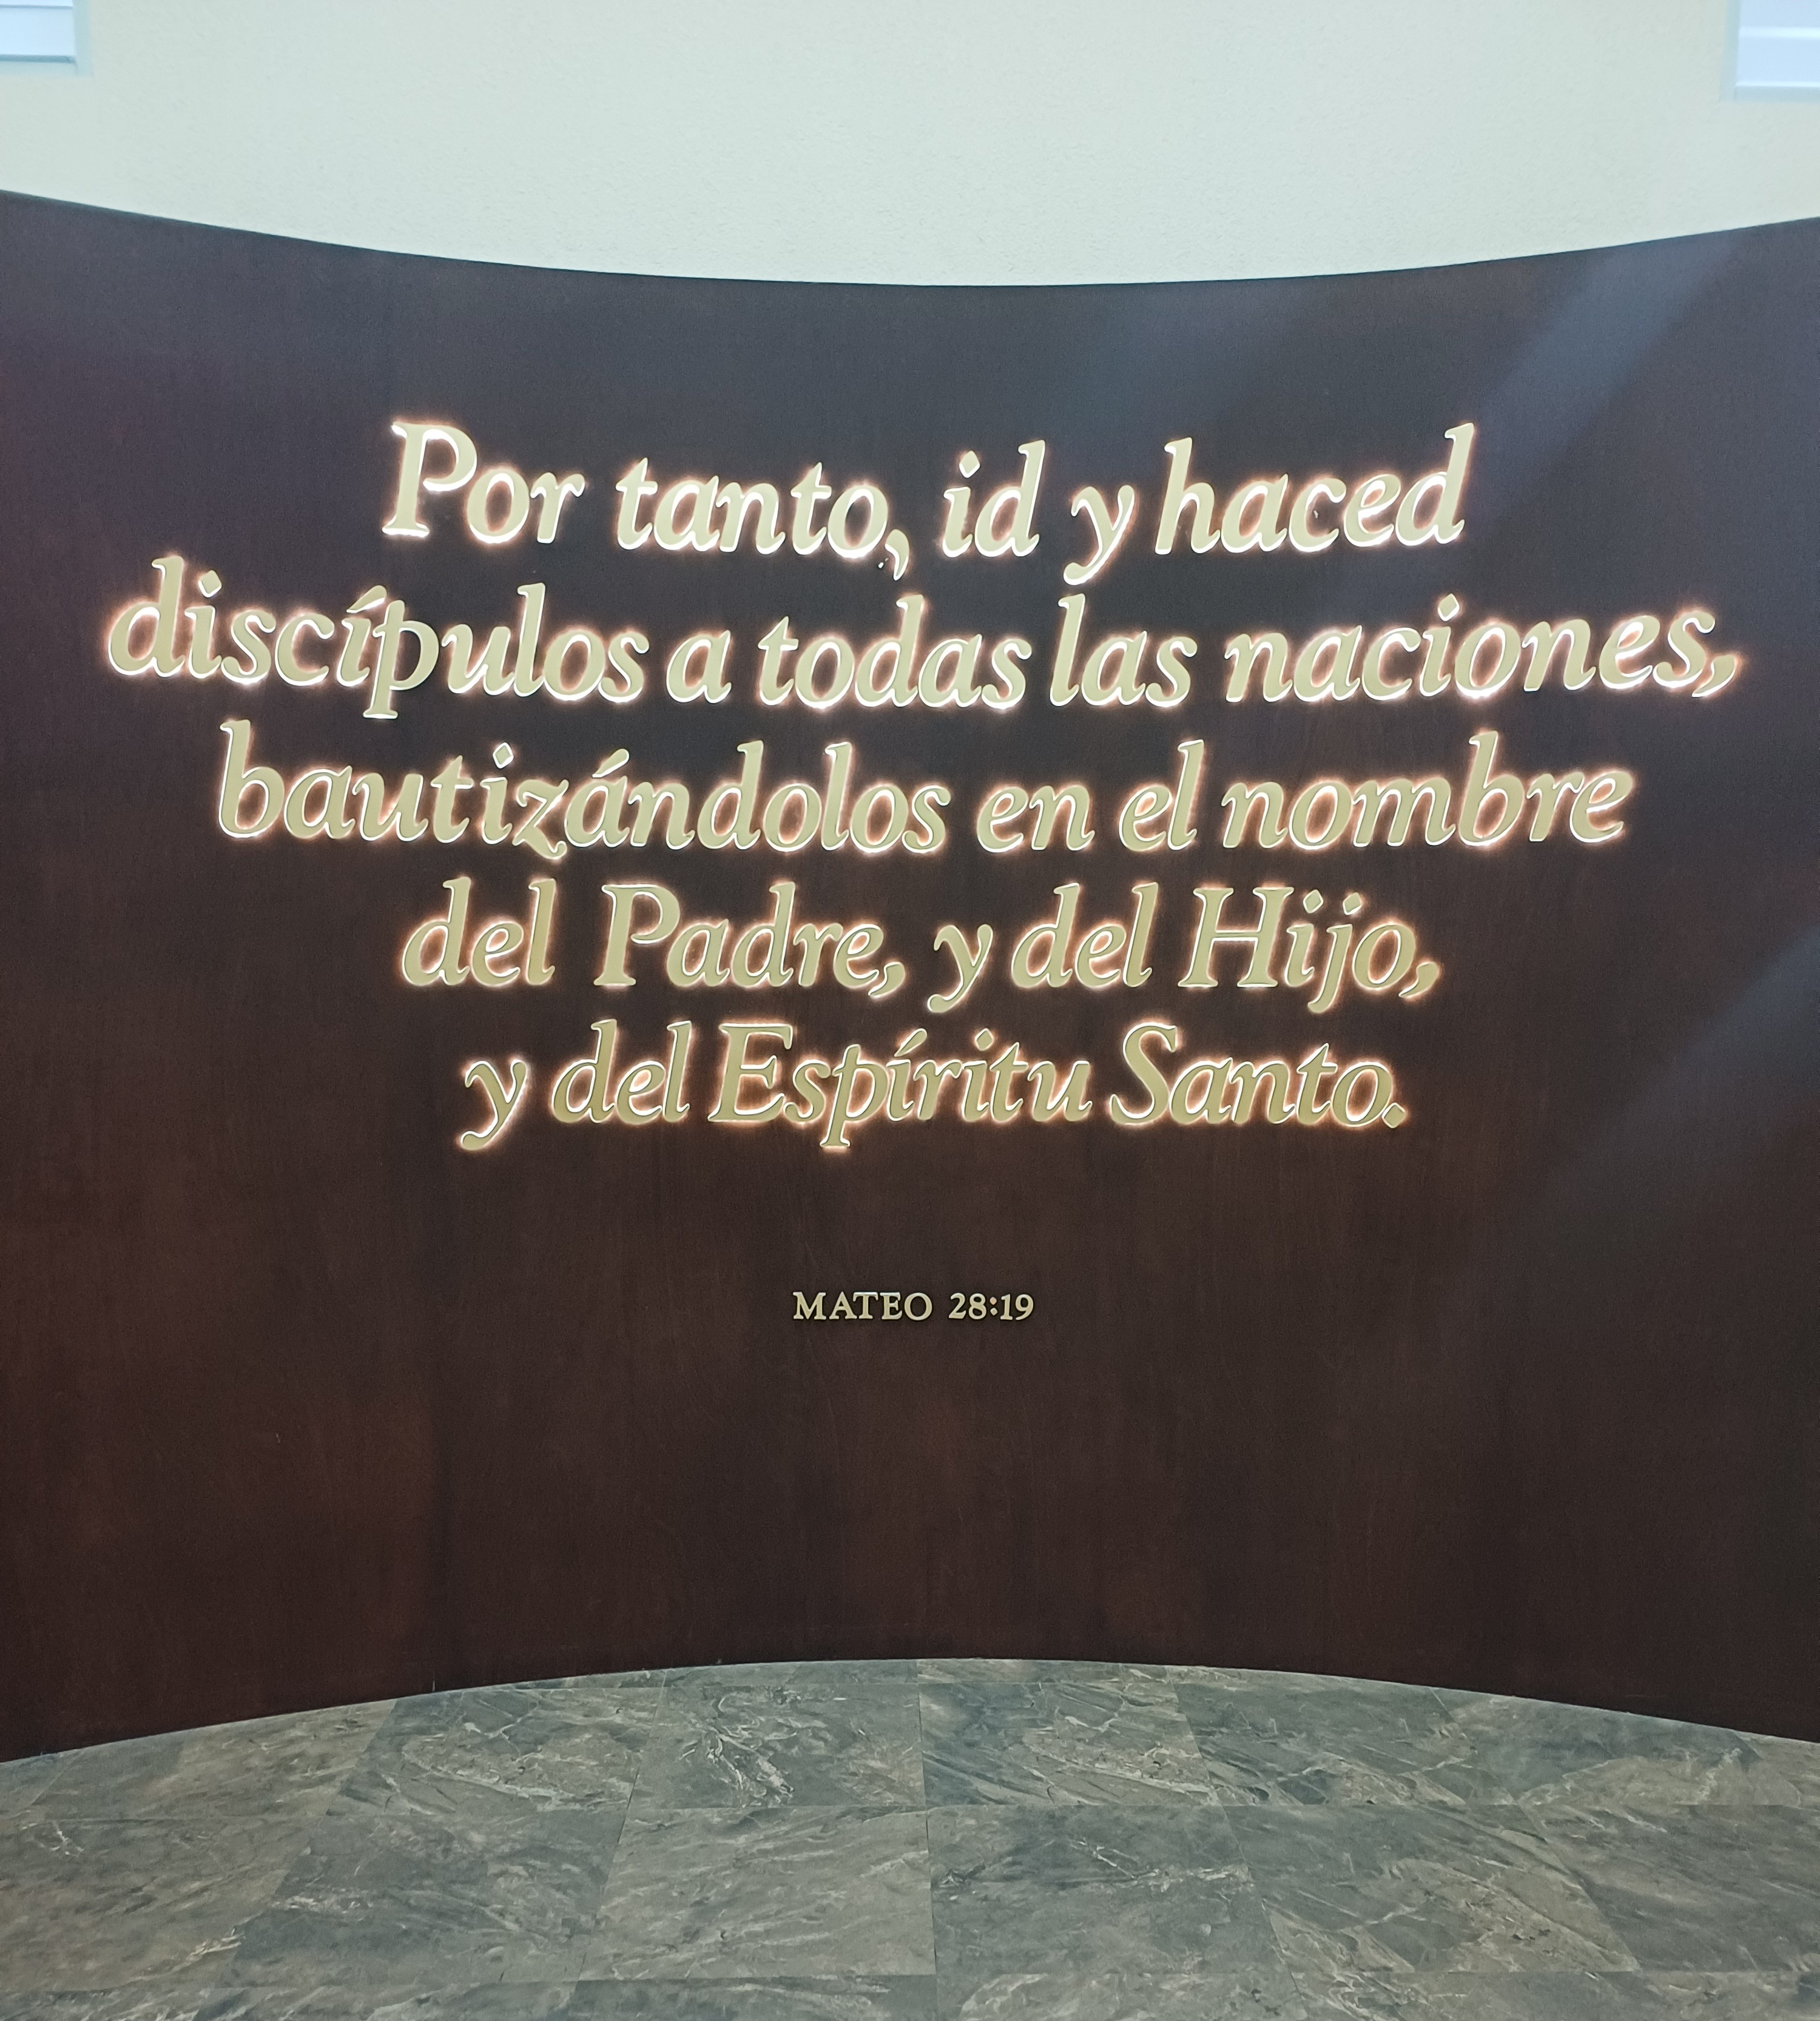 Por tanto, id y haced
discípulos a todas las naciones,
bautizándolos en el nombre
del Padre, y del Hijo,
y del Espíritu Santo.
MATEO 28:19